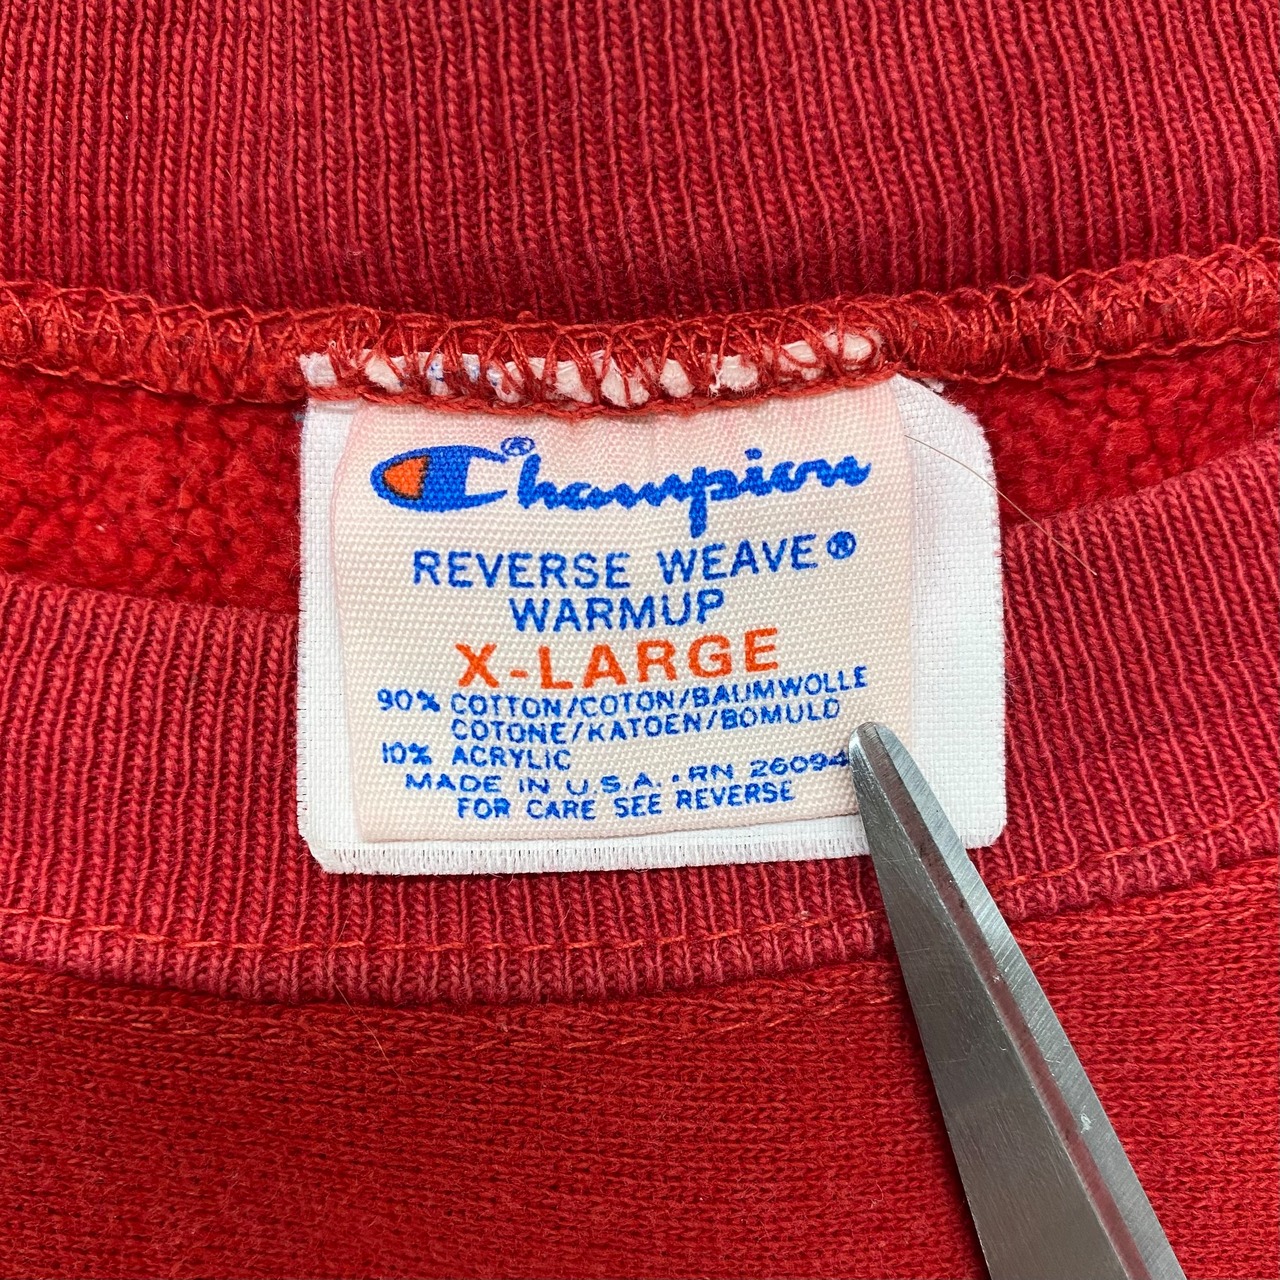 Champion®
REVERSE WEAVE®
WARMUP
X-LARGE
90% COTTON/COTON/BAUMWOLLE
COTONE/KATOEN/BOMULD
10% ACRYLIC
MADE IN U.S.A. • RN 26094
FOR CARE SEE REVERSE